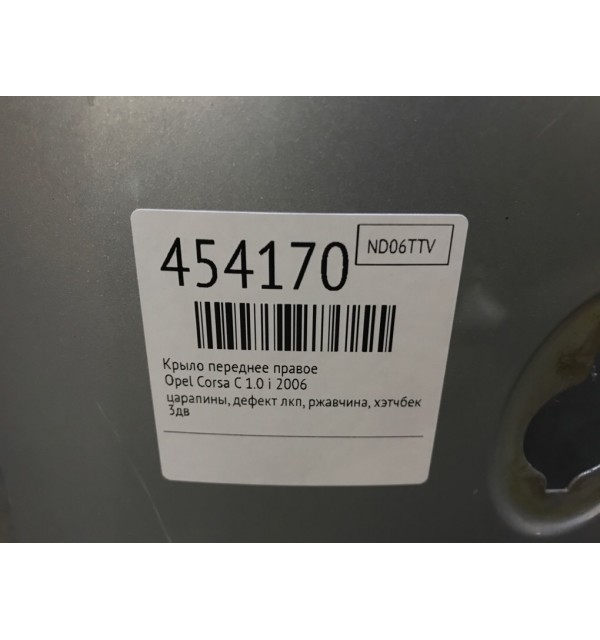 454170
ND06TTV
Крыло переднее правое
Opel Corsa C 1.0 i 2006
царапины, дефект лкп, ржавчина, хэтчбек
3дв